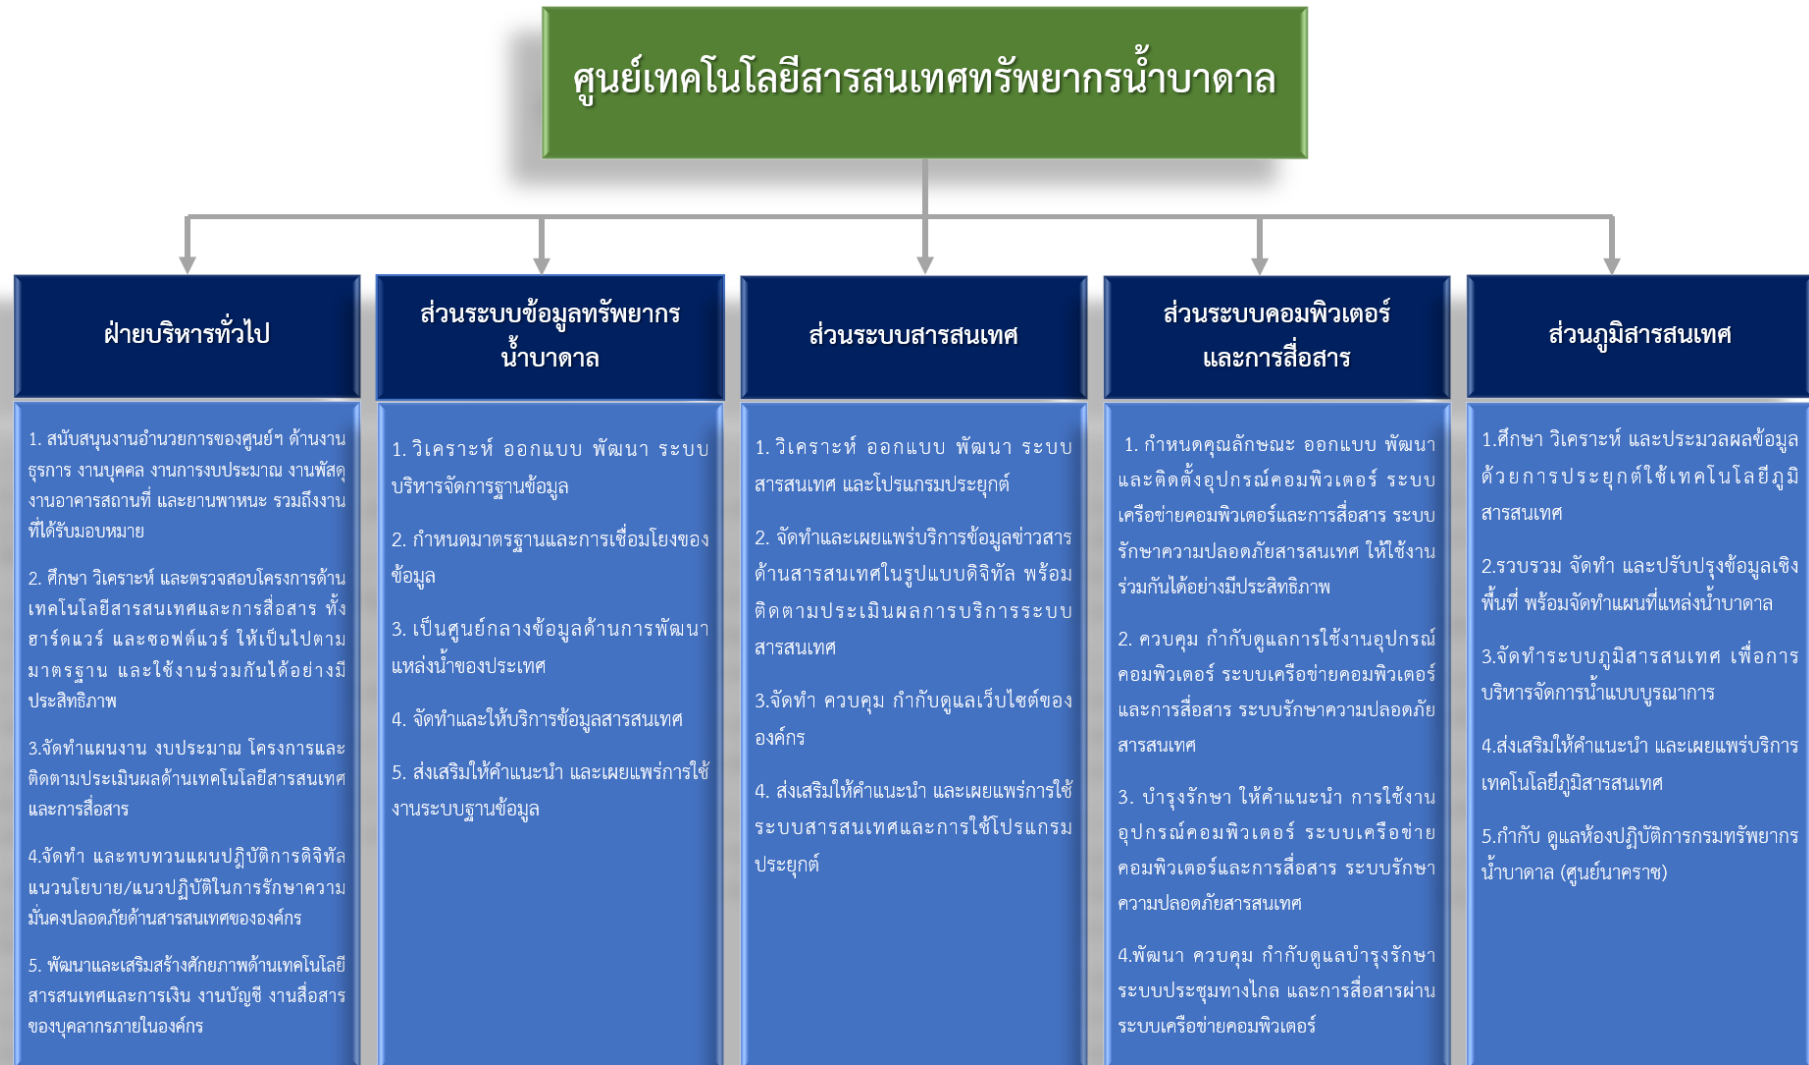 ศูนย์เทคโนโลยีสารสนเทศทรัพยากรน้ำบาดาล
ฝ่ายบริหารทั่วไป
1. สนับสนุนงานอำนวยการของศูนย์ฯ ด้านงาน
ธุรการ งานบุคคล งานการงบประมาณ งานพัสดุ
งานอาคารสถานที่ และยานพาหนะ รวมถึงงาน
ที่ได้รับมอบหมาย
2. ศึกษา วิเคราะห์ และตรวจสอบโครงการด้าน
เทคโนโลยีสารสนเทศและการสื่อสาร ทั้ง
ฮาร์ดแวร์ และซอฟต์แวร์ ให้เป็นไปตาม
มาตรฐาน และใช้งานร่วมกันได้อย่างมี
ประสิทธิภาพ
3.จัดทำแผนงาน งบประมาณ โครงการและ
ติดตามประเมินผลด้านเทคโนโลยีสารสนเทศ
และการสื่อสาร
4.จัดทำ และทบทวนแผนปฏิบัติการดิจิทัล
แนวนโยบาย/แนวปฏิบัติในการรักษาความ
มั่นคงปลอดภัยด้านสารสนเทศขององค์กร
5. พัฒนาและเสริมสร้างศักยภาพด้านเทคโนโลยี
สารสนเทศและการเงิน งานบัญชี งานสื่อสาร
ของบุคลากรภายในองค์กร
ส่วนระบบข้อมูลทรัพยากร
น้ำบาดาล
1. วิเคราะห์ ออกแบบ พัฒนา ระบบ
บริหารจัดการฐานข้อมูล
2. กำหนดมาตรฐานและการเชื่อมโยงของ
ข้อมูล
3. เป็นศูนย์กลางข้อมูลด้านการพัฒนา
แหล่งน้ำของประเทศ
4. จัดทำและให้บริการข้อมูลสารสนเทศ
5. ส่งเสริมให้คำแนะนำ และเผยแพร่การใช้
งานระบบฐานข้อมูล
ส่วนระบบสารสนเทศ
1. วิเคราะห์ ออกแบบ พัฒนา ระบบ
สารสนเทศ และโปรแกรมประยุกต์
2. จัดทำและเผยแพร่บริการข้อมูลข่าวสาร
ด้านสารสนเทศในรูปแบบดิจิทัล พร้อม
ติดตามประเมินผลการบริการระบบ
สารสนเทศ
3.จัดทำ ควบคุม กำกับดูแลเว็บไซต์ของ
องค์กร
4. ส่งเสริมให้คำแนะนำ และเผยแพร่การใช้
ระบบสารสนเทศและการใช้โปรแกรม
ประยุกต์
ส่วนระบบคอมพิวเตอร์
และการสื่อสาร
1. กำหนดคุณลักษณะ ออกแบบ พัฒนา
และติดตั้งอุปกรณ์คอมพิวเตอร์ ระบบ
เครือข่ายคอมพิวเตอร์และการสื่อสาร ระบบ
รักษาความปลอดภัยสารสนเทศ ให้ใช้งาน
ร่วมกันได้อย่างมีประสิทธิภาพ
2. ควบคุม กำกับดูแลการใช้งานอุปกรณ์
คอมพิวเตอร์ ระบบเครือข่ายคอมพิวเตอร์
และการสื่อสาร ระบบรักษาความปลอดภัย
สารสนเทศ
3. บำรุงรักษา ให้คำแนะนำ การใช้งาน
อุปกรณ์คอมพิวเตอร์ ระบบเครือข่าย
คอมพิวเตอร์และการสื่อสาร ระบบรักษา
ความปลอดภัยสารสนเทศ
4.พัฒนา ควบคุม กำกับดูแลบำรุงรักษา
ระบบประชุมทางไกล และการสื่อสารผ่าน
ระบบเครือข่ายคอมพิวเตอร์
ส่วนภูมิสารสนเทศ
1.ศึกษา วิเคราะห์ และประมวลผลข้อมูล
ด้วยการประยุกต์ใช้เทคโนโลยีภูมิ
สารสนเทศ
2.รวบรวม จัดทำ และปรับปรุงข้อมูลเชิง
พื้นที่ พร้อมจัดทำแผนที่แหล่งน้ำบาดาล
3.จัดทำระบบภูมิสารสนเทศ เพื่อการ
บริหารจัดการน้ำแบบบูรณาการ
4.ส่งเสริมให้คำแนะนำ และเผยแพร่บริการ
เทคโนโลยีภูมิสารสนเทศ
5.กำกับ ดูแลห้องปฏิบัติการกรมทรัพยากร
น้ำบาดาล (ศูนย์นาคราช)